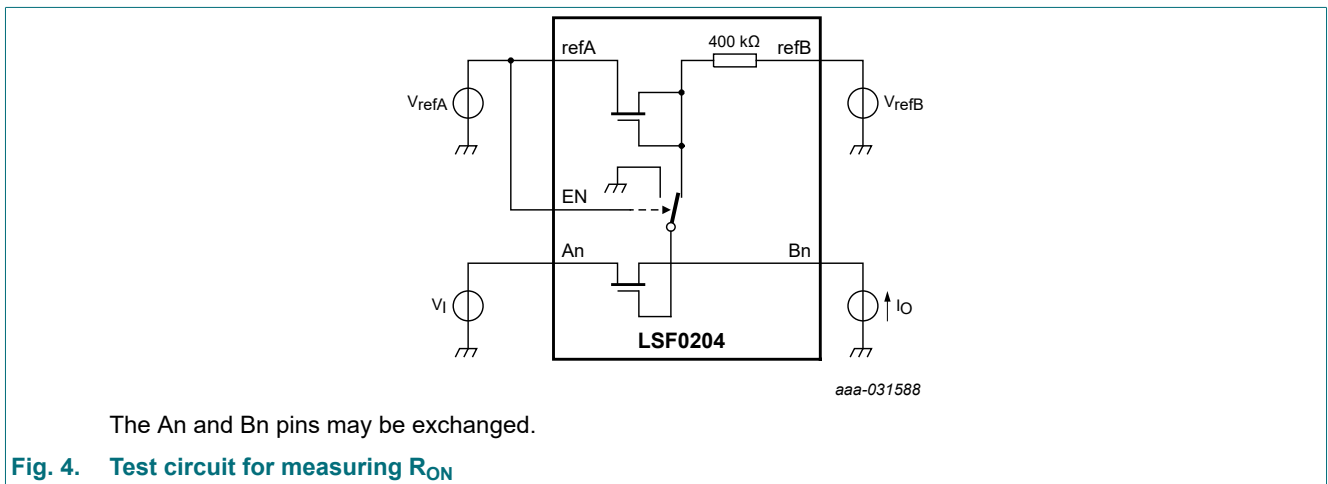 refA
400 kΩ
refB
VrefA
VrefB
EN
An
Bn
VI
IO
LSF0204
aaa-031588
The An and Bn pins may be exchanged.
Fig. 4. Test circuit for measuring RON